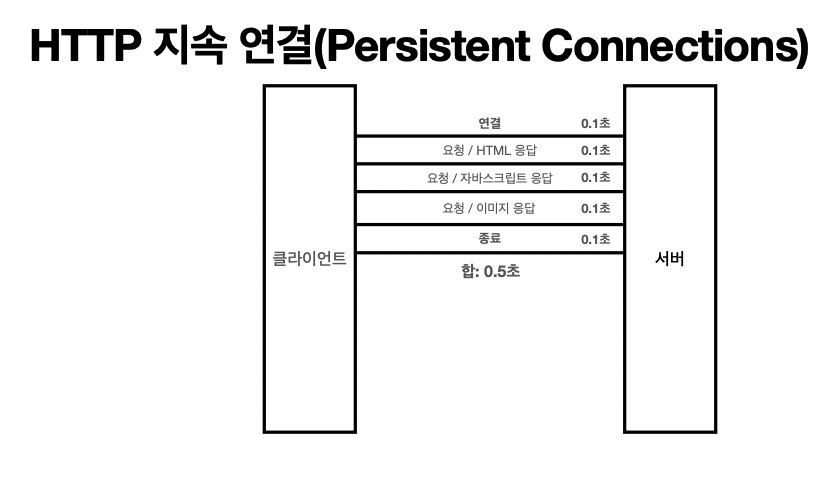 HTTP 지속 연결(Persistent Connections)
연결 0.1초
요청 / HTML 응답 0.1초
요청 / 자바스크립트 응답 0.1초
요청 / 이미지 응답 0.1초
종료 0.1초
클라이언트
합: 0.5초
서버